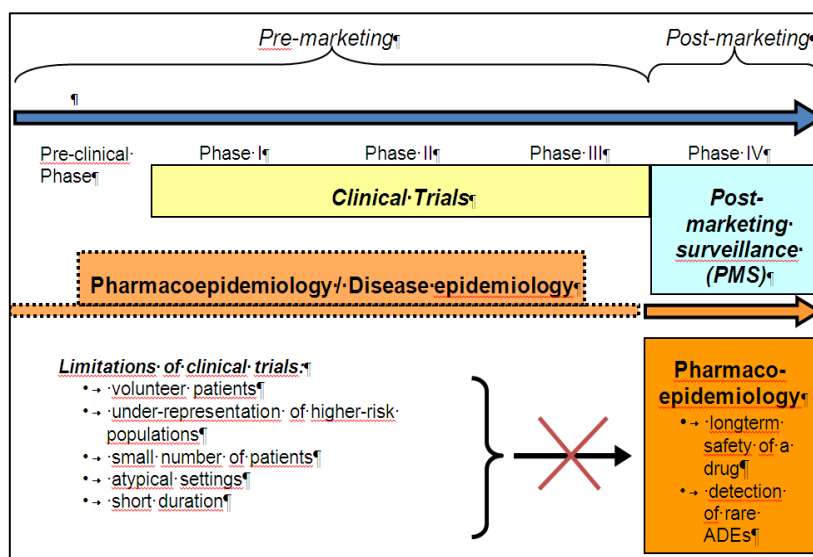 Pre-marketing¶
Post-marketing¶
¶
Pre-clinical·
Phase¶
Phase·I¶
Phase·II¶
Phase·III¶
Phase·IV¶
Clinical·Trials¶
Post-
marketing·
surveillance·
(PMS)¶
Pharmacoepidemiology/·Disease·epidemiology¶
Limitations·of·clinical·trials:¶
•→·volunteer·patients¶
•→·under-representation·of·higher-risk·
populations¶
•→·small·number·of·patients¶
•→·atypical·settings¶
•→·short·duration¶
Pharmaco-
epidemiology¶
•→·longterm·
safety·of·a·
drug¶
•→·detection·
of·rare·
ADEs¶